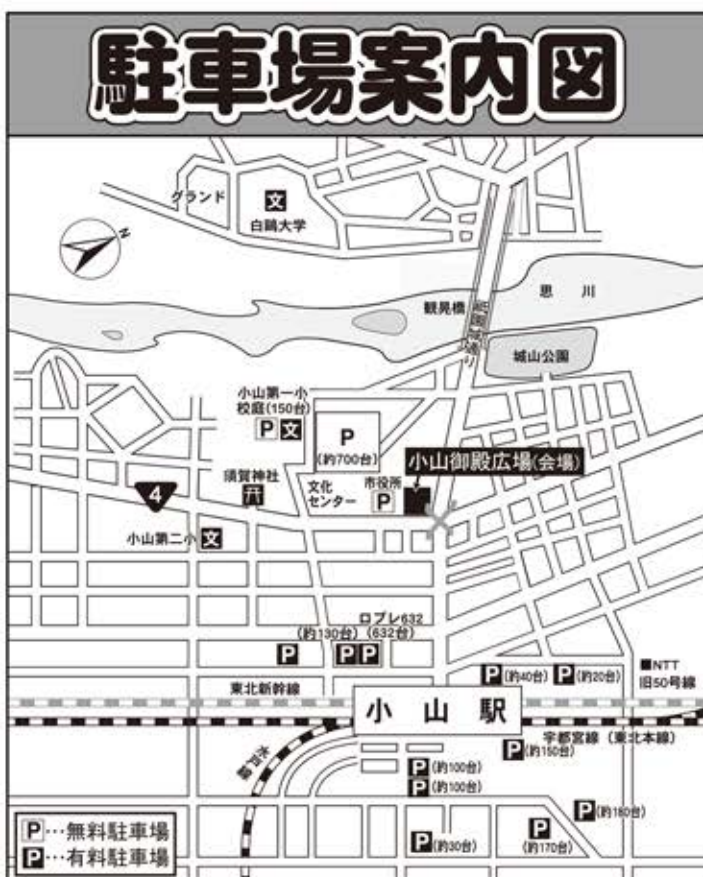 駐車場案内図
グランド
文
白鷗大学
N
思 川
観晃橋
祇園城通り
城山公園
小山第一小
校庭(150台)
P 文
P
(約700台)
小山御殿広場(会場)
須賀神社
文化
センター
市役所
P
4
小山第二小 文
ロブレ632
(約130台) (632台)
P P P
東北新幹線
P (約40台) P (約20台)
■NTT
旧50号線
小山駅
宇都宮線 (東北本線)
水戸線
P (約150台)
P (約100台)
P (約100台)
P (約180台)
P (約30台)
P
(約170台)
P…無料駐車場
P…有料駐車場